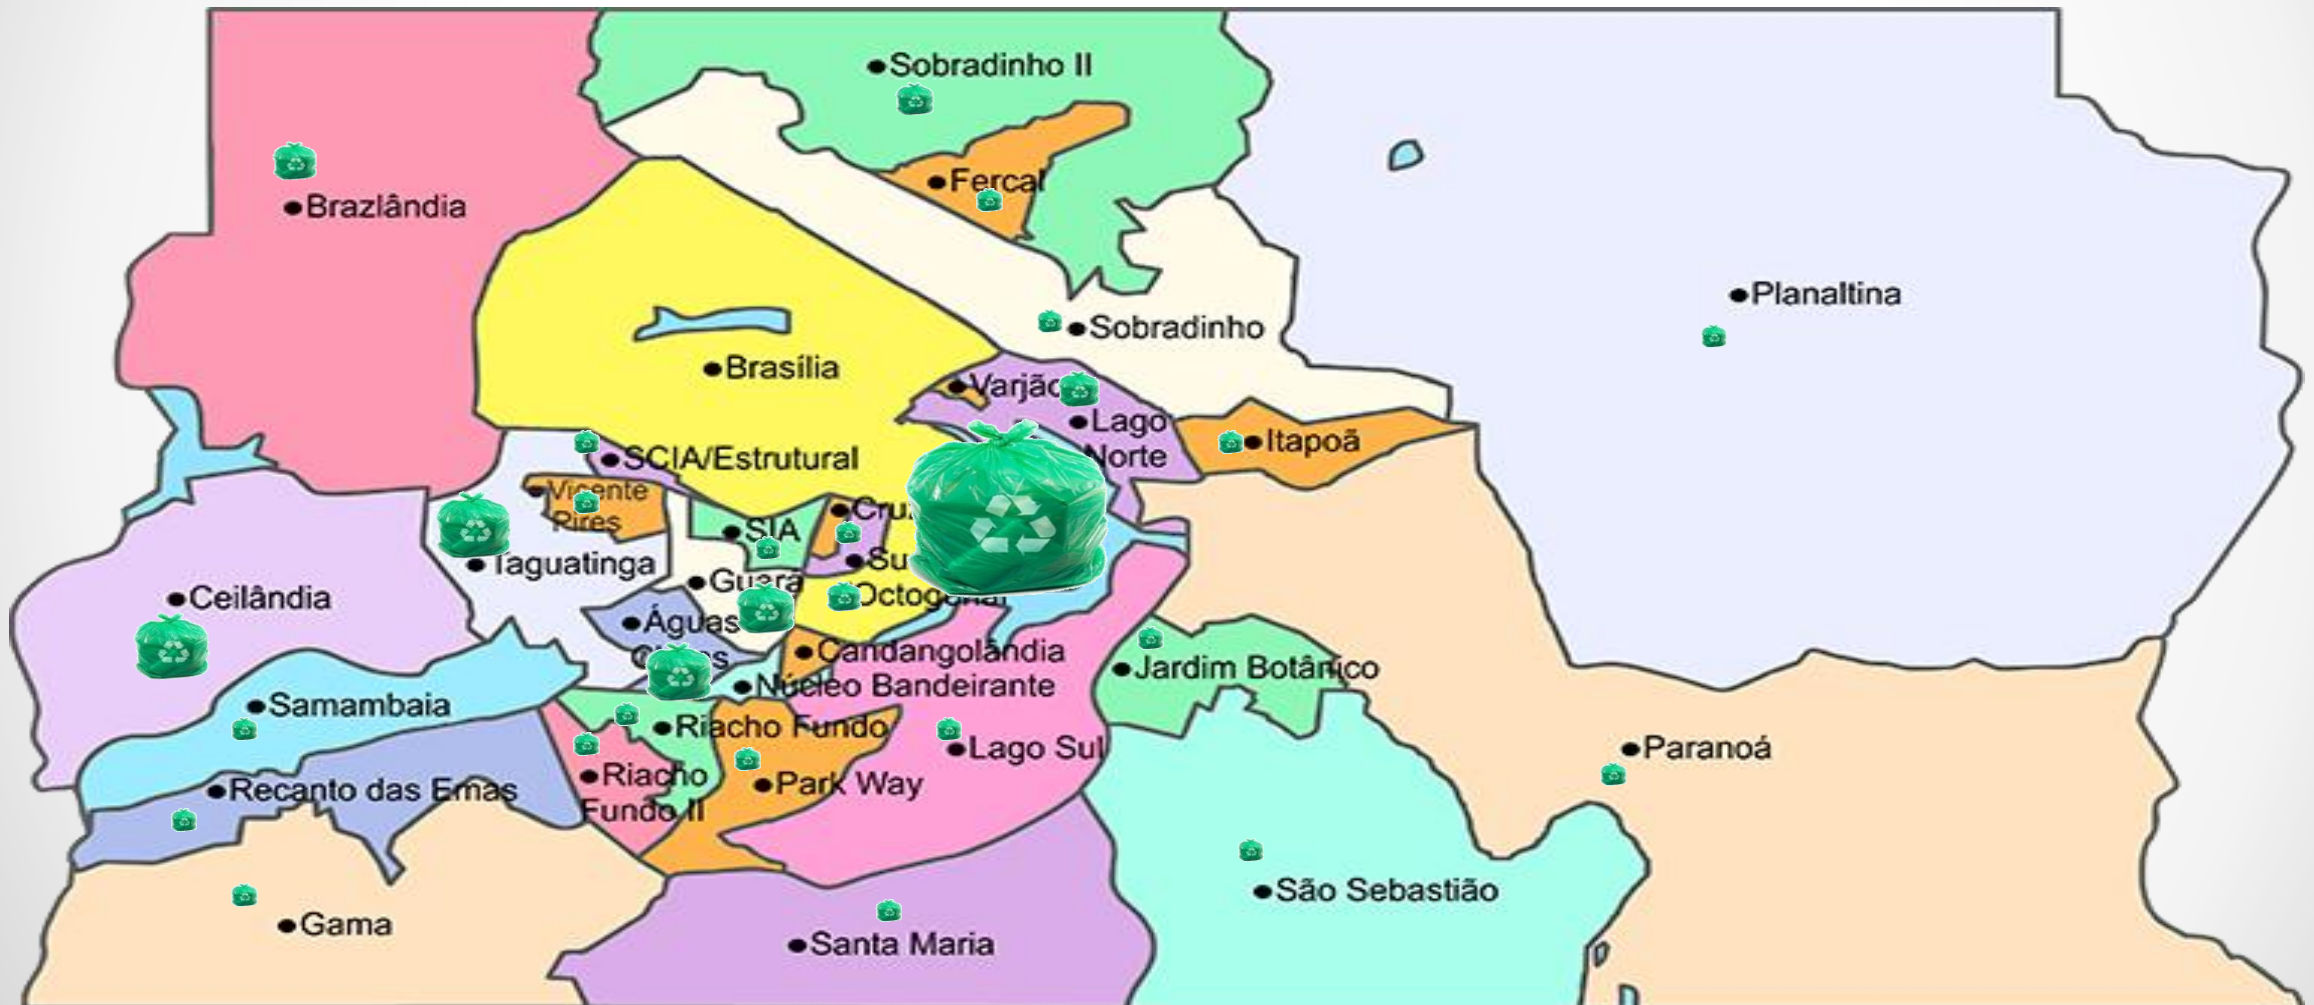 Sobradinho II
Fercal
Brazlândia
Planaltina
Sobradinho
Brasília
Varjão
Lago
Norte
Itapoã
SCIA/Estrutural
Vicente
Pires
SIA
Taguatinga
Guará
Octogonal
Ceilândia
Águas
Candangolândia
Jardim Botânico
Núcleo Bandeirante
Samambaia
Riacho Fundo
Lago Sul
Paranoá
Riacho
Fundo II
Park Way
Recanto das Emas
São Sebastião
Gama
Santa Maria